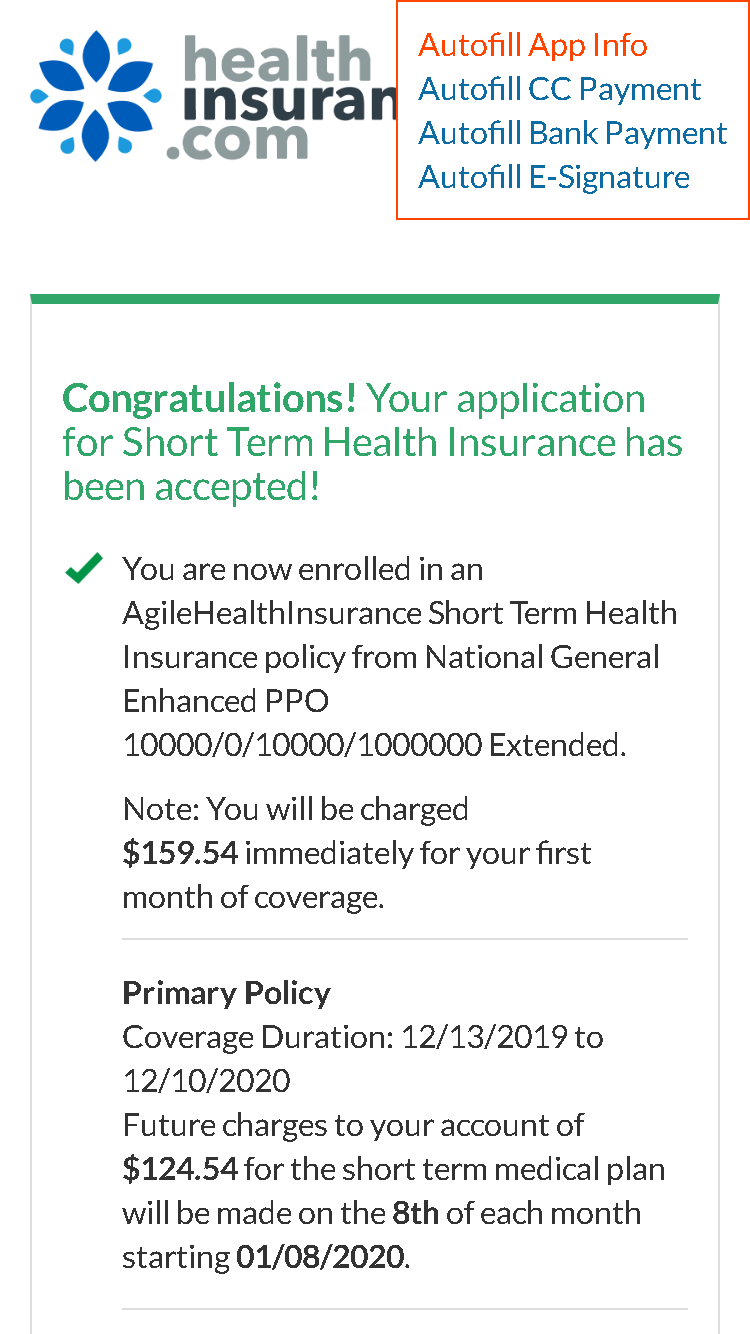 health
insuran
.com
Autofill App Info
Autofill CC Payment
Autofill Bank Payment
Autofill E-Signature
Congratulations! Your application
for Short Term Health Insurance has
been accepted!
You are now enrolled in an
AgileHealthInsurance Short Term Health
Insurance policy from National General
Enhanced PPO
10000/0/10000/1000000 Extended.
Note: You will be charged
$159.54 immediately for your first
month of coverage.
Primary Policy
Coverage Duration: 12/13/2019 to
12/10/2020
Future charges to your account of
$124.54 for the short term medical plan
will be made on the 8th of each month
starting 01/08/2020.